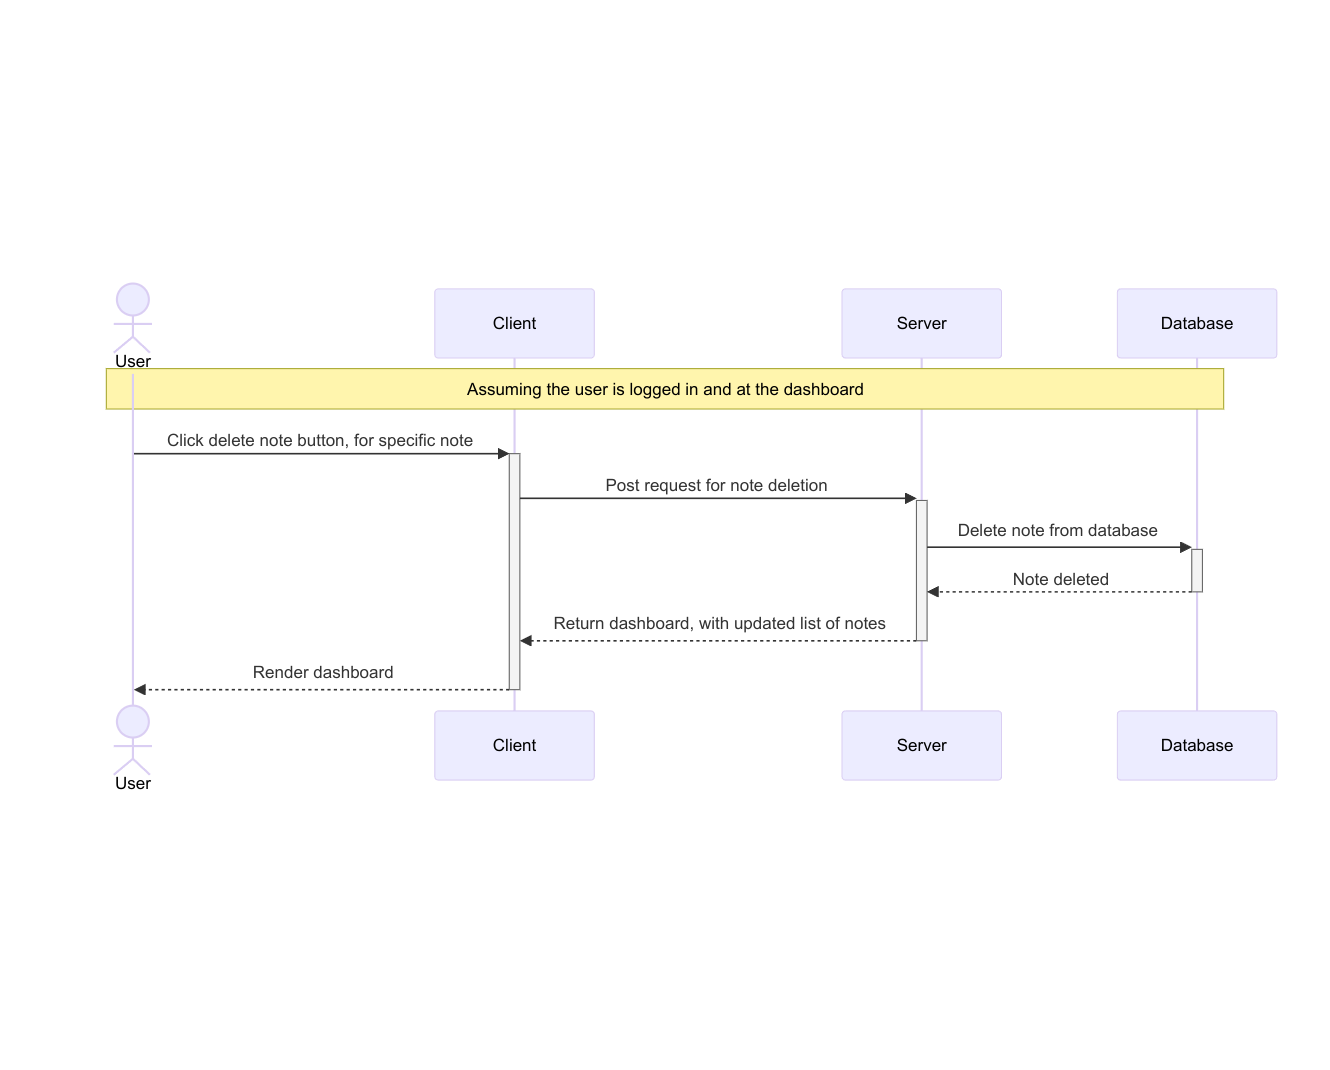 User
Client
Server
Database
Assuming the user is logged in and at the dashboard
Click delete note button, for specific note
Post request for note deletion
Delete note from database
Note deleted
Return dashboard, with updated list of notes
Render dashboard
User
Client
Server
Database